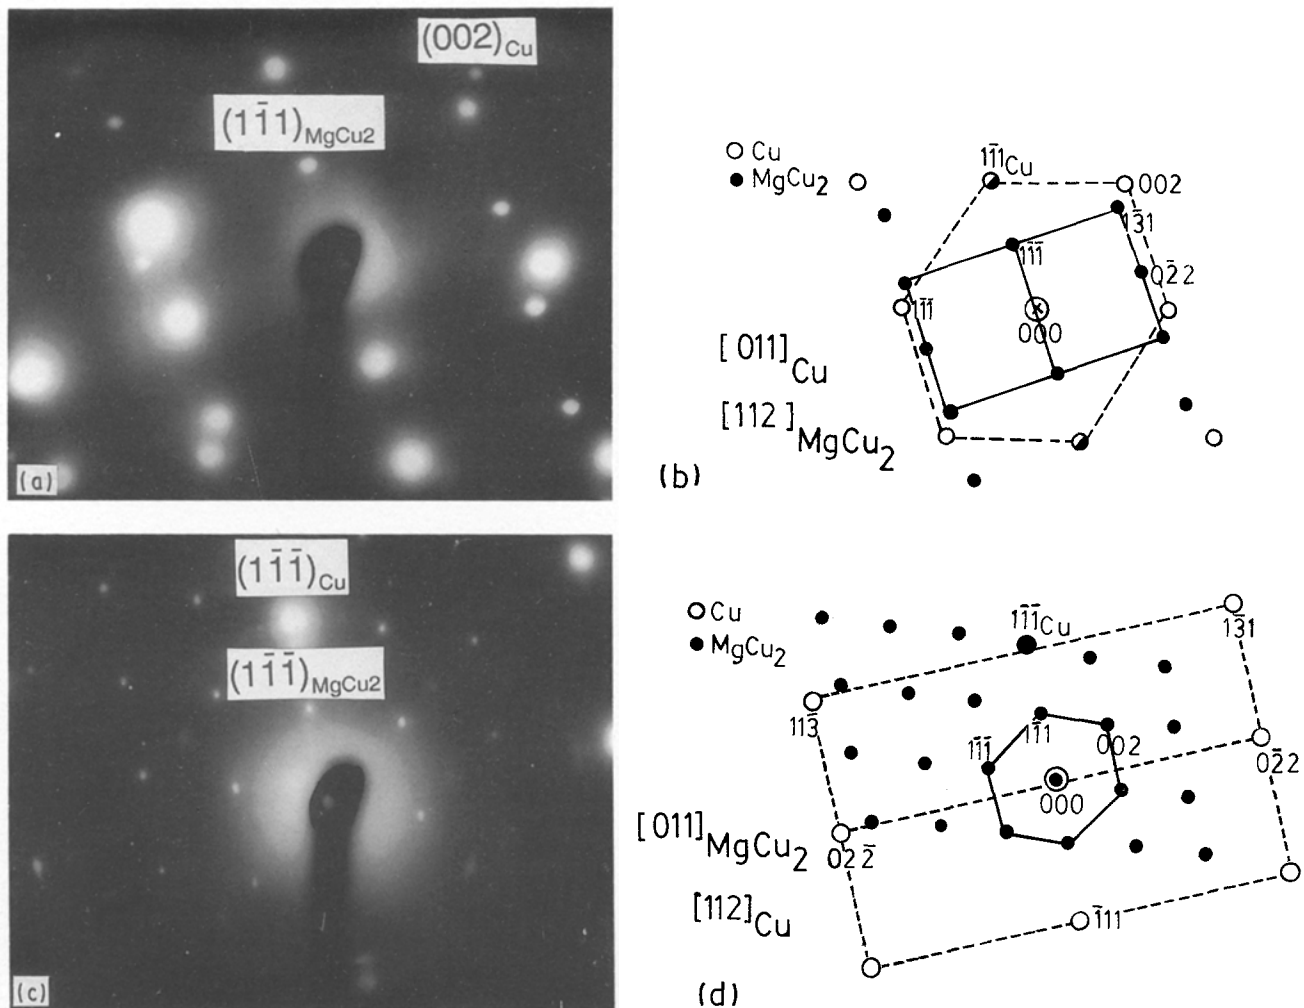 (002)Cu
(11̄1)MgCu2
(a)
○ Cu
● MgCu₂
11̄1Cu
002
13̄1
11̄1̄
02̄2
11̄1̄
000
[011]Cu
[112]MgCu₂
(b)
(11̄1̄)Cu
(11̄1̄)MgCu2
(c)
○ Cu
● MgCu₂
11̄1̄Cu
13̄1
113̄
11̄1̄
11̄1
002
02̄2
000
022̄
[011]MgCu₂
[112]Cu
1̄11
(d)